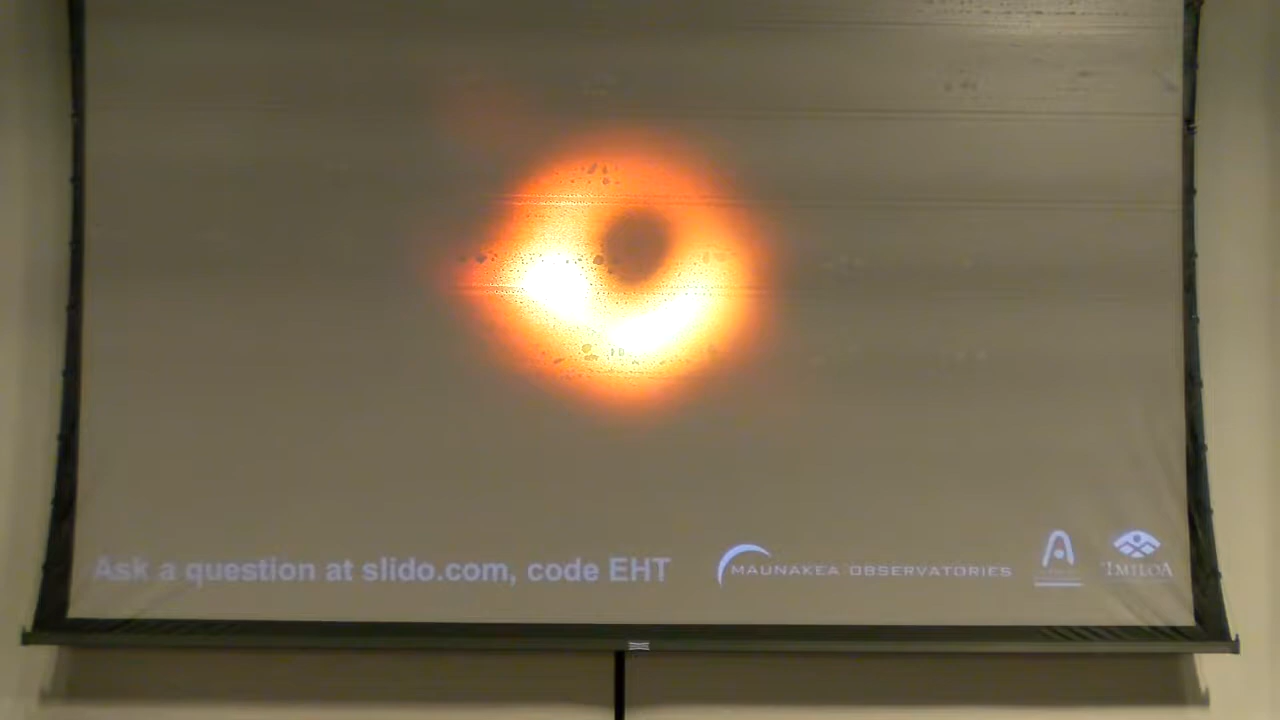 Ask a question at slido.com, code EHT
MAUNAKEA OBSERVATORIES
'IMILOA